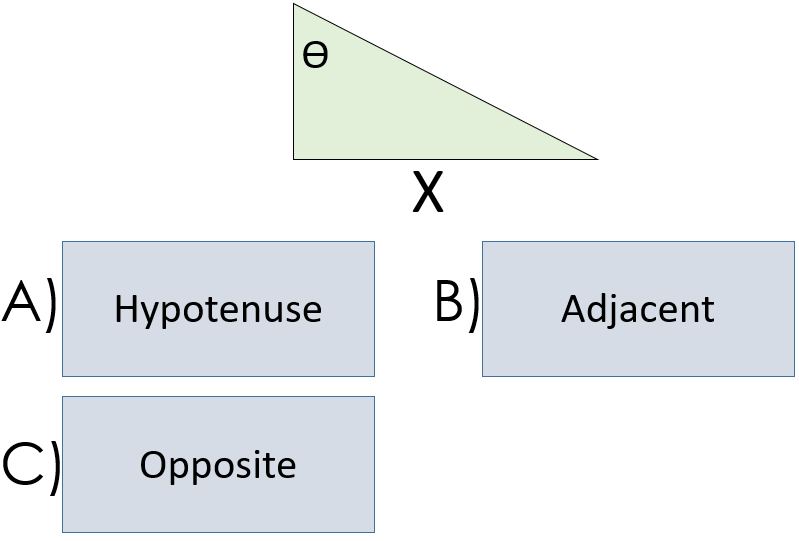 Ɵ
X
A) Hypotenuse
B) Adjacent
C) Opposite